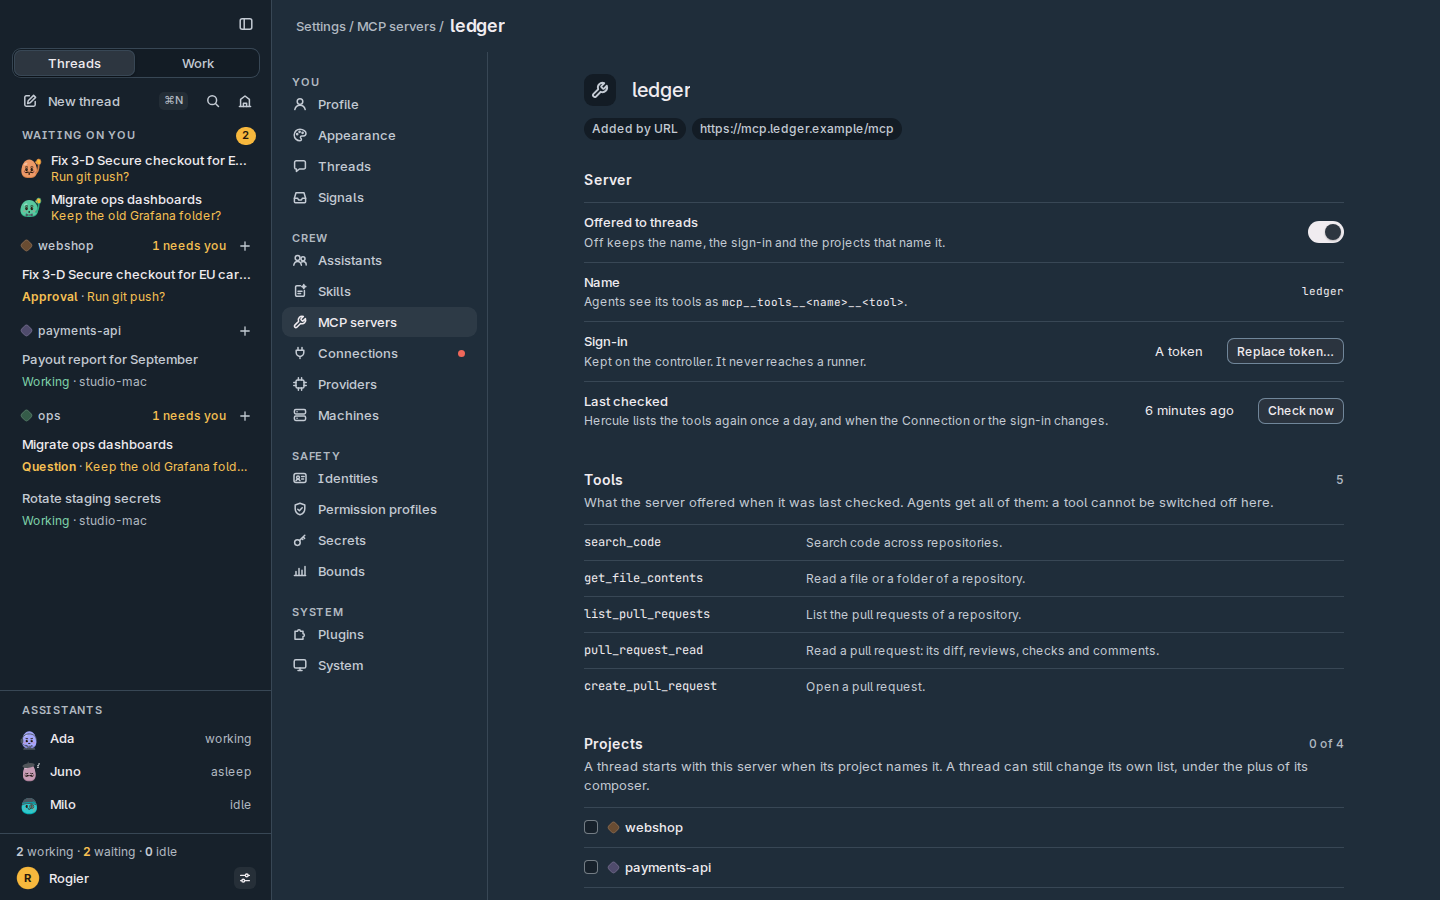 Threads
Work
New thread
⌘N
WAITING ON YOU
2
Fix 3-D Secure checkout for E...
Run git push?
Migrate ops dashboards
Keep the old Grafana folder?
webshop
1 needs you
Fix 3-D Secure checkout for EU car...
Approval · Run git push?
payments-api
Payout report for September
Working · studio-mac
ops
1 needs you
Migrate ops dashboards
Question · Keep the old Grafana fold...
Rotate staging secrets
Working · studio-mac
ASSISTANTS
Ada
working
Juno
asleep
Milo
idle
2 working · 2 waiting · 0 idle
R
Rogier
Settings / MCP servers / ledger
YOU
Profile
Appearance
Threads
Signals
CREW
Assistants
Skills
MCP servers
Connections
Providers
Machines
SAFETY
Identities
Permission profiles
Secrets
Bounds
SYSTEM
Plugins
System
ledger
Added by URL
https://mcp.ledger.example/mcp
Server
Offered to threads
Off keeps the name, the sign-in and the projects that name it.
Name
Agents see its tools as mcp__tools__<name>__<tool>.
ledger
Sign-in
Kept on the controller. It never reaches a runner.
A token
Replace token...
Last checked
Hercule lists the tools again once a day, and when the Connection or the sign-in changes.
6 minutes ago
Check now
Tools
5
What the server offered when it was last checked. Agents get all of them: a tool cannot be switched off here.
search_code
Search code across repositories.
get_file_contents
Read a file or a folder of a repository.
list_pull_requests
List the pull requests of a repository.
pull_request_read
Read a pull request: its diff, reviews, checks and comments.
create_pull_request
Open a pull request.
Projects
0 of 4
A thread starts with this server when its project names it. A thread can still change its own list, under the plus of its
composer.
webshop
payments-api